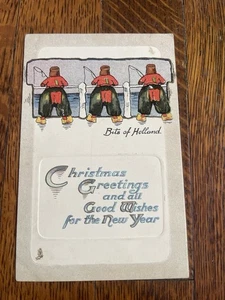 Bits of Holland.
Christmas
Greetings
and all
Good Wishes
for the New Year